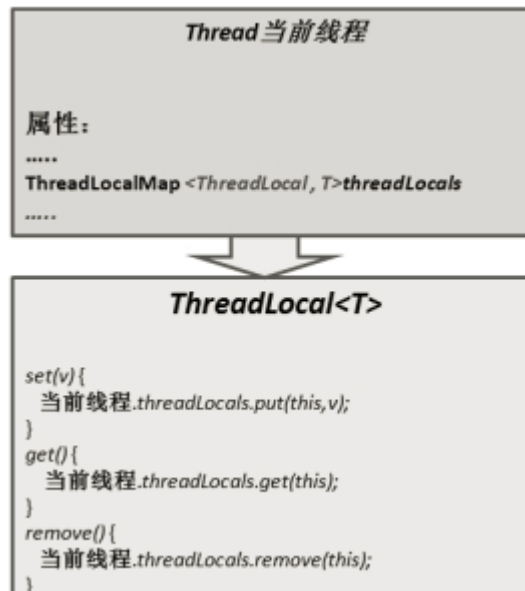 Thread当前线程
属性：
.....
ThreadLocalMap <ThreadLocal, T>threadLocals
.....
ThreadLocal<T>
set(v){
当前线程.threadLocals.put(this,v);
}
get(){
当前线程.threadLocals.get(this);
}
remove(){
当前线程.threadLocals.remove(this);
}